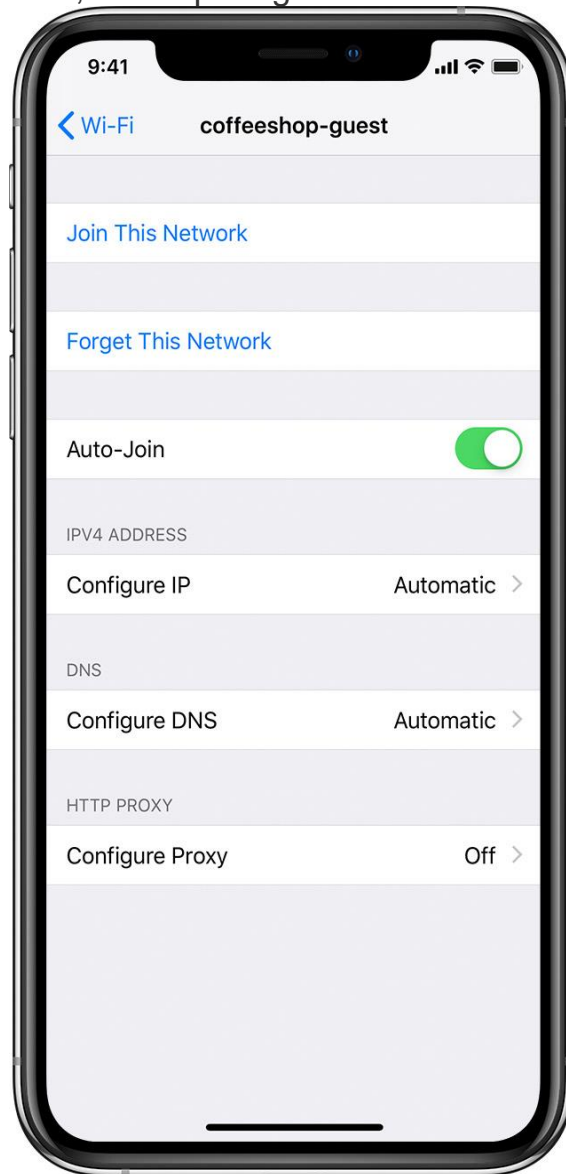 9:41
Wi-Fi coffeeshop-guest
Join This Network
Forget This Network
Auto-Join
IPV4 ADDRESS
Configure IP Automatic
DNS
Configure DNS Automatic
HTTP PROXY
Configure Proxy Off